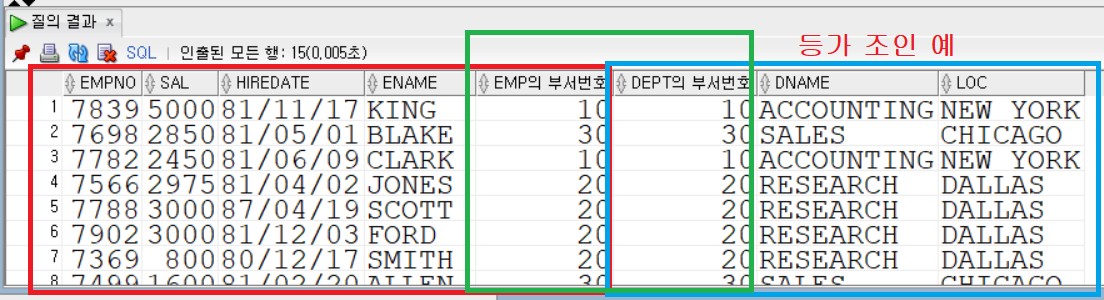 질의 결과 x
SQL | 인출된 모든 행: 15(0,005초)
등가 조인 예
EMPNO SAL HIREDATE ENAME EMP의 부서번호 DEPT의 부서번호 DNAME LOC
1 7839 5000 81/11/17 KING 10 10 ACCOUNTING NEW YORK
2 7698 2850 81/05/01 BLAKE 30 30 SALES CHICAGO
3 7782 2450 81/06/09 CLARK 10 10 ACCOUNTING NEW YORK
4 7566 2975 81/04/02 JONES 20 20 RESEARCH DALLAS
5 7788 3000 87/04/19 SCOTT 20 20 RESEARCH DALLAS
6 7902 3000 81/12/03 FORD 20 20 RESEARCH DALLAS
7 7369 800 80/12/17 SMITH 20 20 RESEARCH DALLAS
8 7499 1600 81/02/20 ALLEN 30 30 SALES CHICAGO